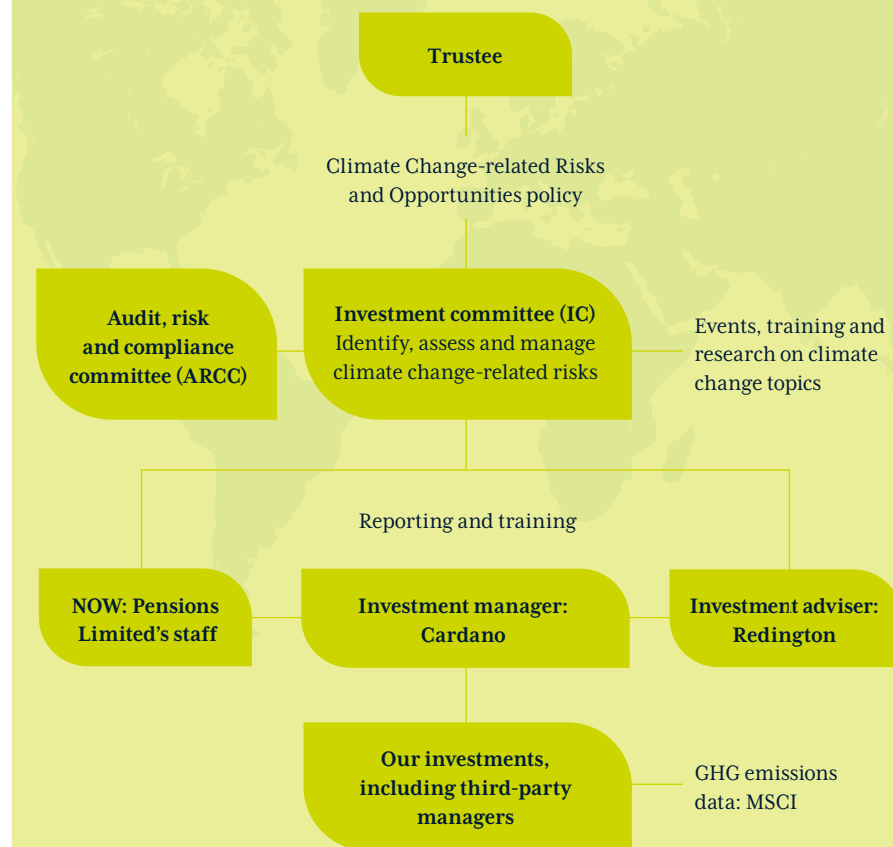 Trustee
Climate Change-related Risks
and Opportunities policy
Audit, risk
and compliance
committee (ARCC)
Investment committee (IC)
Identify, assess and manage
climate change-related risks
Events, training and
research on climate
change topics
Reporting and training
NOW: Pensions
Limited’s staff
Investment manager:
Cardano
Investment adviser:
Redington
Our investments,
including third-party
managers
GHG emissions
data: MSCI